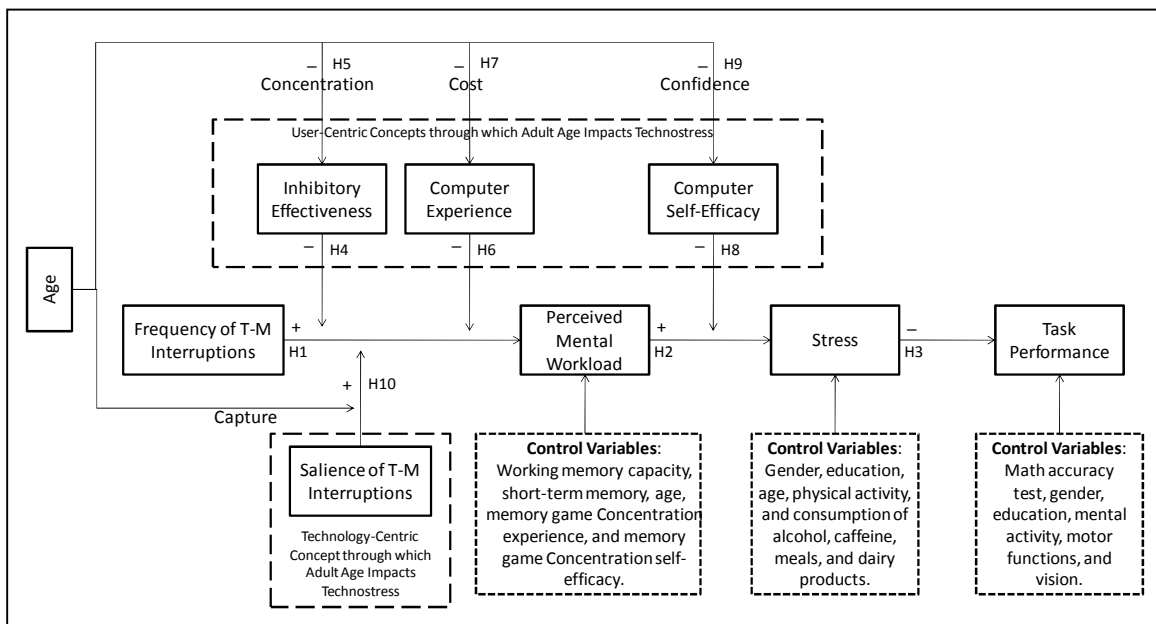 – H5
Concentration
– H7
Cost
– H9
Confidence
User-Centric Concepts through which Adult Age Impacts Technostress
Inhibitory
Effectiveness
Computer
Experience
Computer
Self-Efficacy
– H4
– H6
– H8
Age
Frequency of T-M
Interruptions
+
H1
Perceived
Mental
Workload
+
H2
Stress
–
H3
Task
Performance
+ H10
Capture
Salience of T-M
Interruptions
Technology-Centric
Concept through which
Adult Age Impacts
Technostress
Control Variables:
Working memory capacity,
short-term memory, age,
memory game Concentration
experience, and memory
game Concentration self-
efficacy.
Control Variables:
Gender, education,
age, physical activity,
and consumption of
alcohol, caffeine,
meals, and dairy
products.
Control Variables:
Math accuracy
test, gender,
education, mental
activity, motor
functions, and
vision.